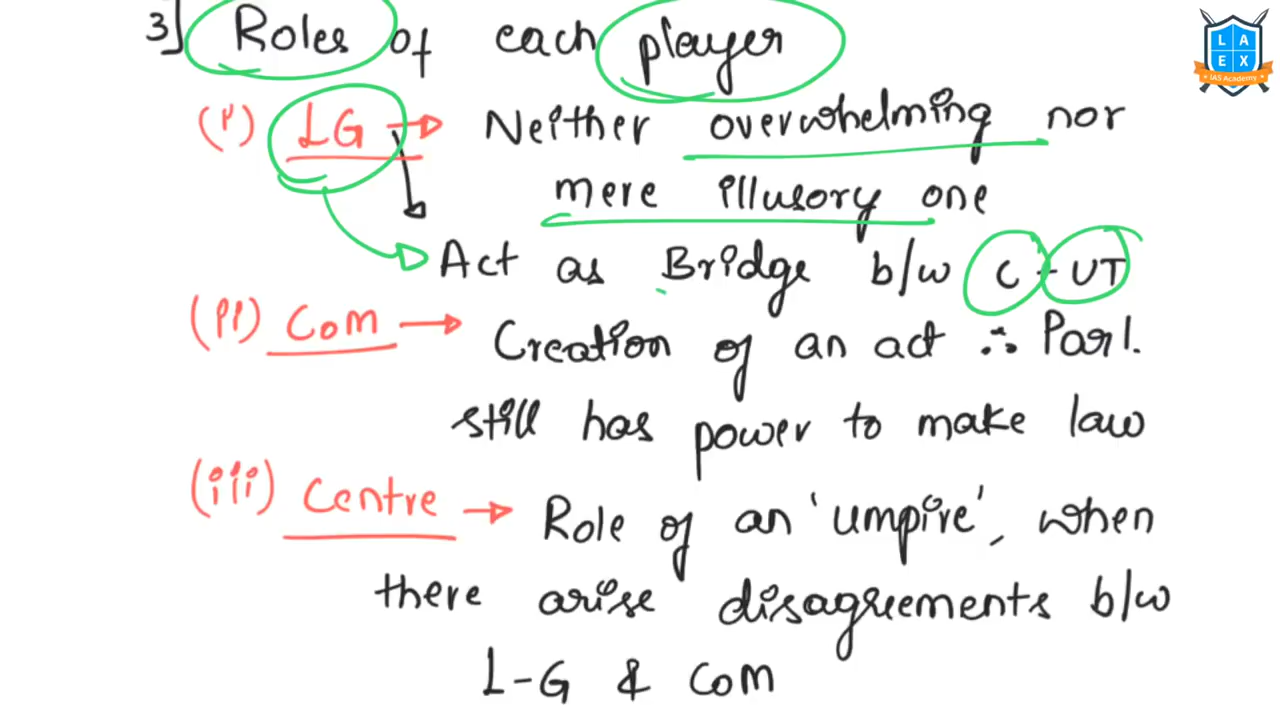 3] Roles of each player
(i) LG → Neither overwhelming nor
mere illusory one
Act as Bridge b/w C - UT
(ii) COM → Creation of an act ∴ Parl.
still has power to make law
(iii) Centre → Role of an 'umpire', when
there arise disagreements b/w
L-G & COM
L A
E X
IAS Academy